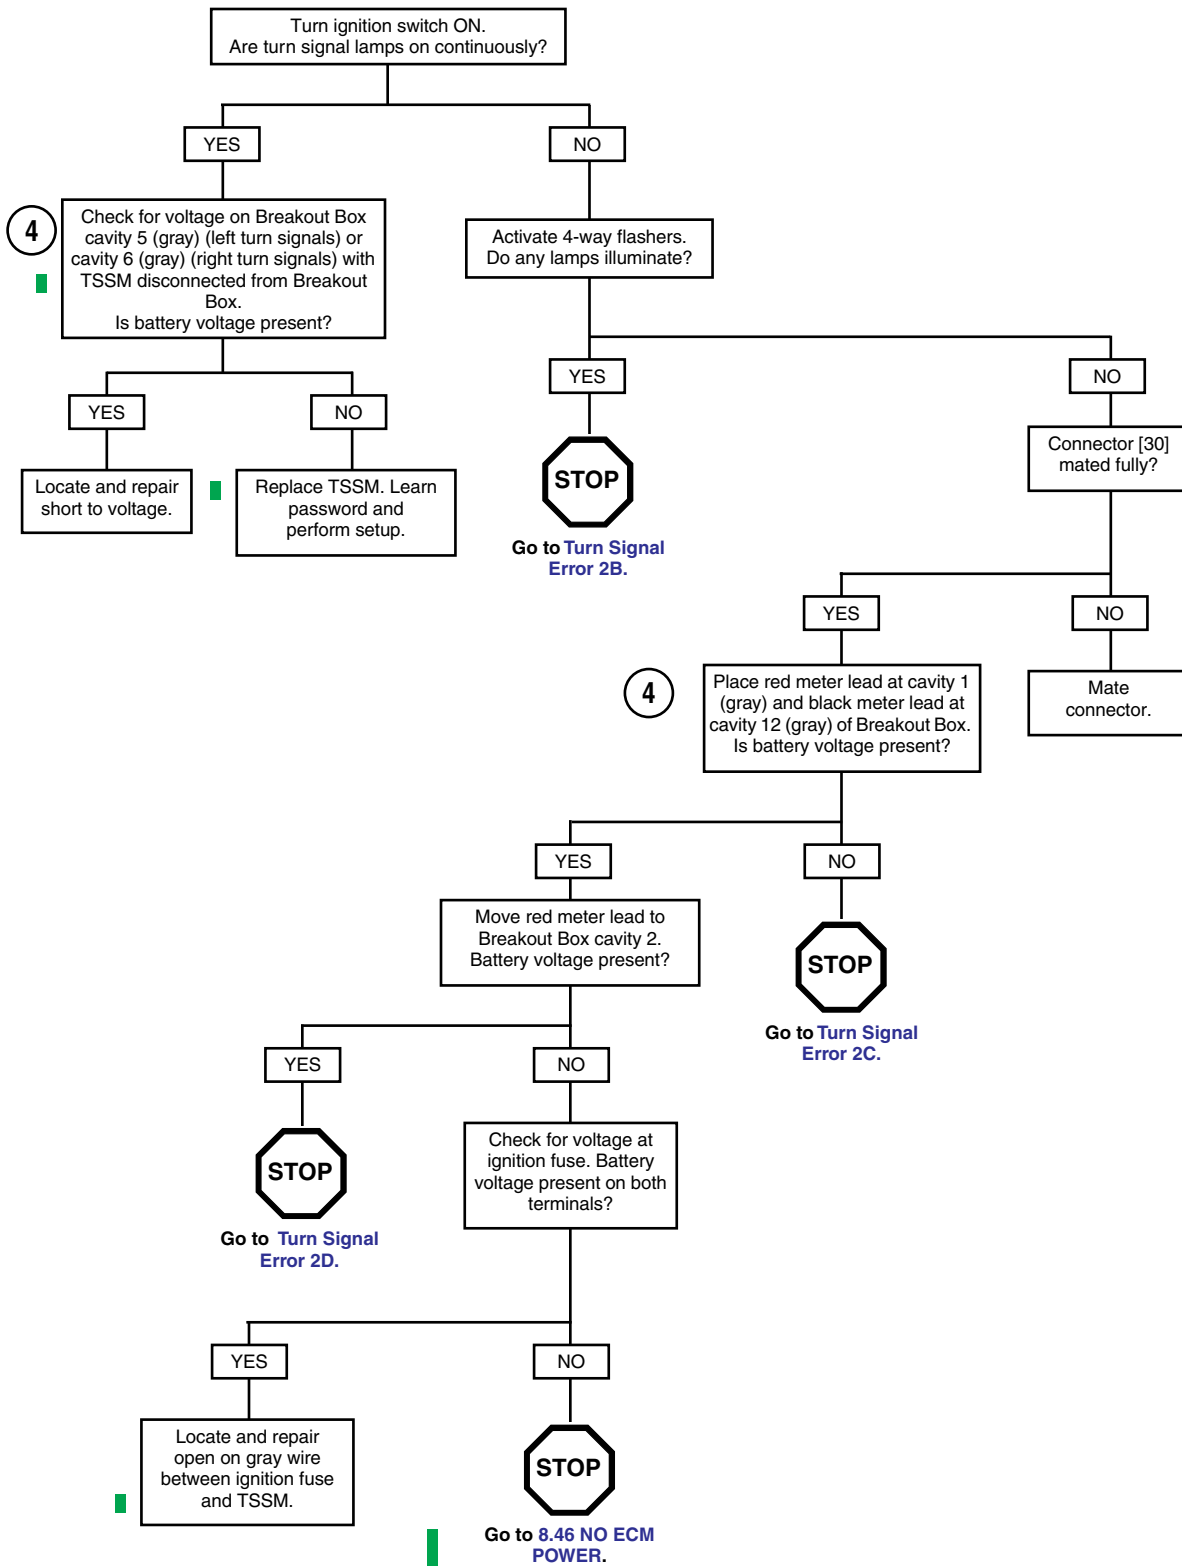 Turn ignition switch ON.
Are turn signal lamps on continuously?
YES
NO
4
Check for voltage on Breakout Box
cavity 5 (gray) (left turn signals) or
cavity 6 (gray) (right turn signals) with
TSSM disconnected from Breakout
Box.
Is battery voltage present?
Activate 4-way flashers.
Do any lamps illuminate?
YES
NO
YES
NO
Locate and repair
short to voltage.
Replace TSSM. Learn
password and
perform setup.
STOP
Go to Turn Signal
Error 2B.
Connector [30]
mated fully?
YES
NO
4
Place red meter lead at cavity 1
(gray) and black meter lead at
cavity 12 (gray) of Breakout Box.
Is battery voltage present?
Mate
connector.
YES
NO
Move red meter lead to
Breakout Box cavity 2.
Battery voltage present?
STOP
Go to Turn Signal
Error 2C.
YES
NO
STOP
Go to Turn Signal
Error 2D.
Check for voltage at
ignition fuse. Battery
voltage present on both
terminals?
YES
NO
Locate and repair
open on gray wire
between ignition fuse
and TSSM.
STOP
Go to 8.46 NO ECM
POWER.